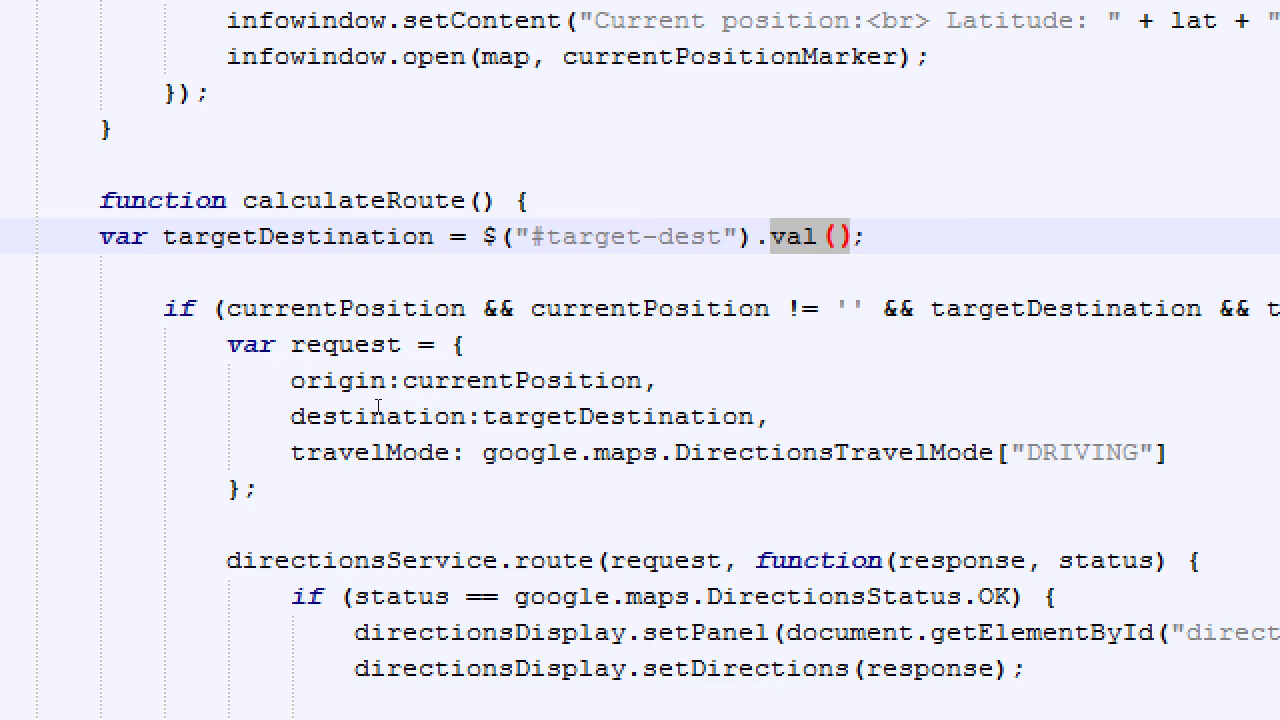 infowindow.setContent("Current position:<br> Latitude: " + lat + "
infowindow.open(map, currentPositionMarker);
});
}
function calculateRoute() {
var targetDestination = $("#target-dest").val();
if (currentPosition && currentPosition != '' && targetDestination && t
var request = {
origin:currentPosition,
destination:targetDestination,
travelMode: google.maps.DirectionsTravelMode["DRIVING"]
};
directionsService.route(request, function(response, status) {
if (status == google.maps.DirectionsStatus.OK) {
directionsDisplay.setPanel(document.getElementById("direct
directionsDisplay.setDirections(response);